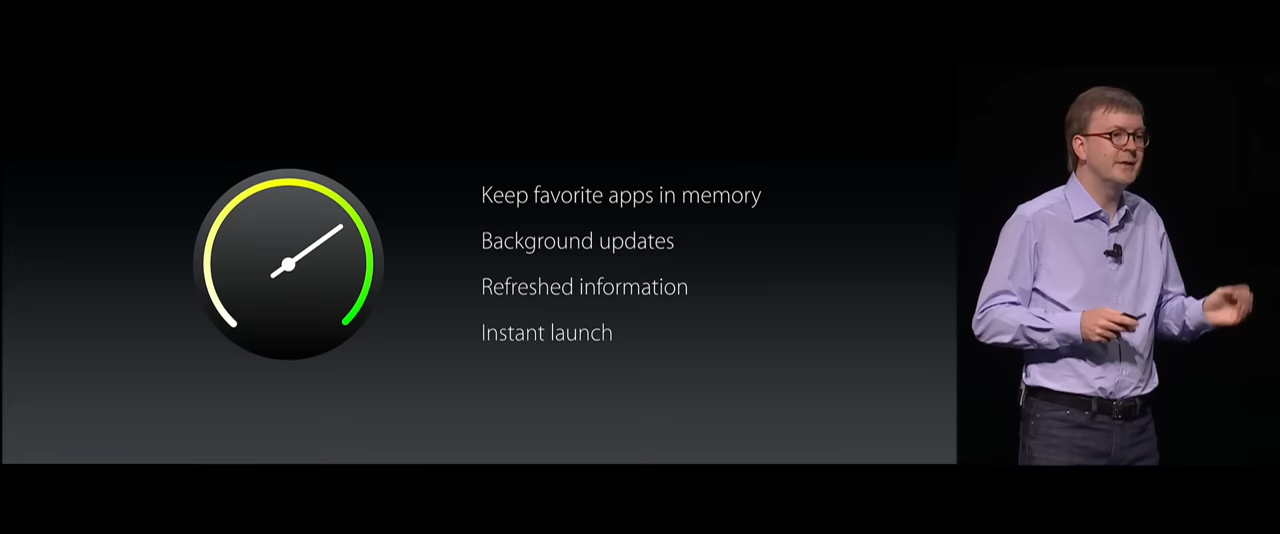 Keep favorite apps in memory
Background updates
Refreshed information
Instant launch